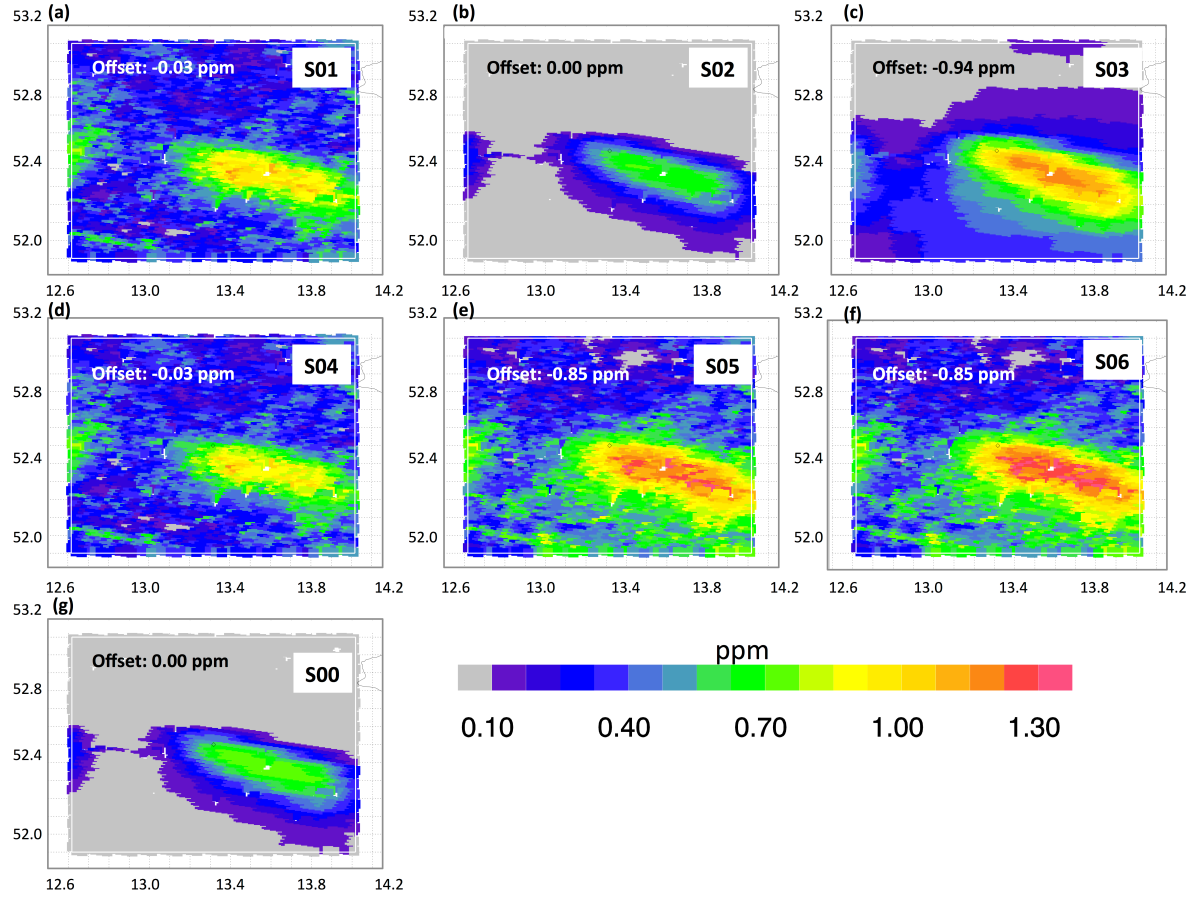 (a) (b) (c)
53.2 53.2 53.2
Offset: -0.03 ppm S01 Offset: 0.00 ppm S02 Offset: -0.94 ppm S03
52.8 52.8 52.8
52.4 52.4 52.4
52.0 52.0 52.0
12.6 13.0 13.4 13.8 14.2 12.6 13.0 13.4 13.8 14.2 12.6 13.0 13.4 13.8 14.2
(d) (e) (f)
53.2 53.2 53.2
Offset: -0.03 ppm S04 Offset: -0.85 ppm S05 Offset: -0.85 ppm S06
52.8 52.8 52.8
52.4 52.4 52.4
52.0 52.0 52.0
12.6 13.0 13.4 13.8 14.2 12.6 13.0 13.4 13.8 14.2 12.6 13.0 13.4 13.8 14.2
53.2 (g)
Offset: 0.00 ppm S00
52.8
52.4
52.0
12.6 13.0 13.4 13.8 14.2
ppm
0.10 0.40 0.70 1.00 1.30